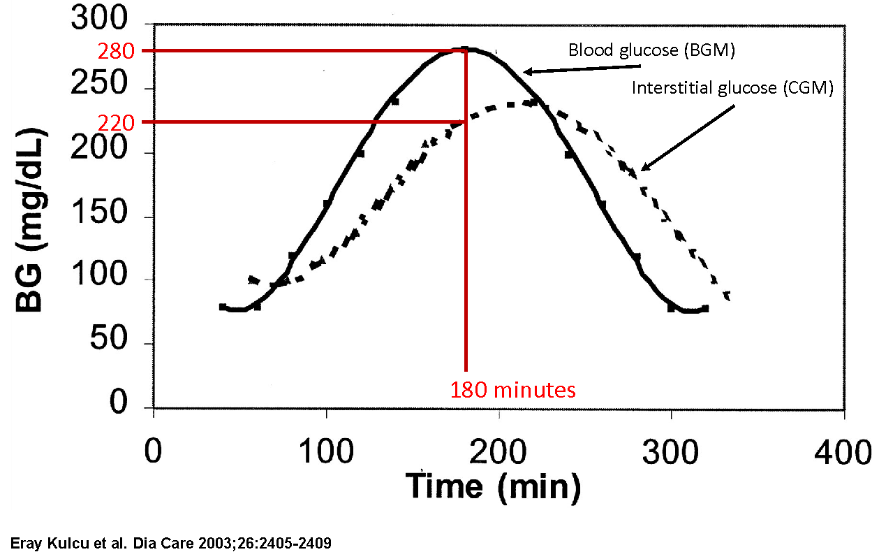 300
280
250
220
200
150
100
50
0
BG (mg/dL)
Blood glucose (BGM)
Interstitial glucose (CGM)
180 minutes
0
100
200
300
400
Time (min)
Eray Kulcu et al. Dia Care 2003;26:2405-2409